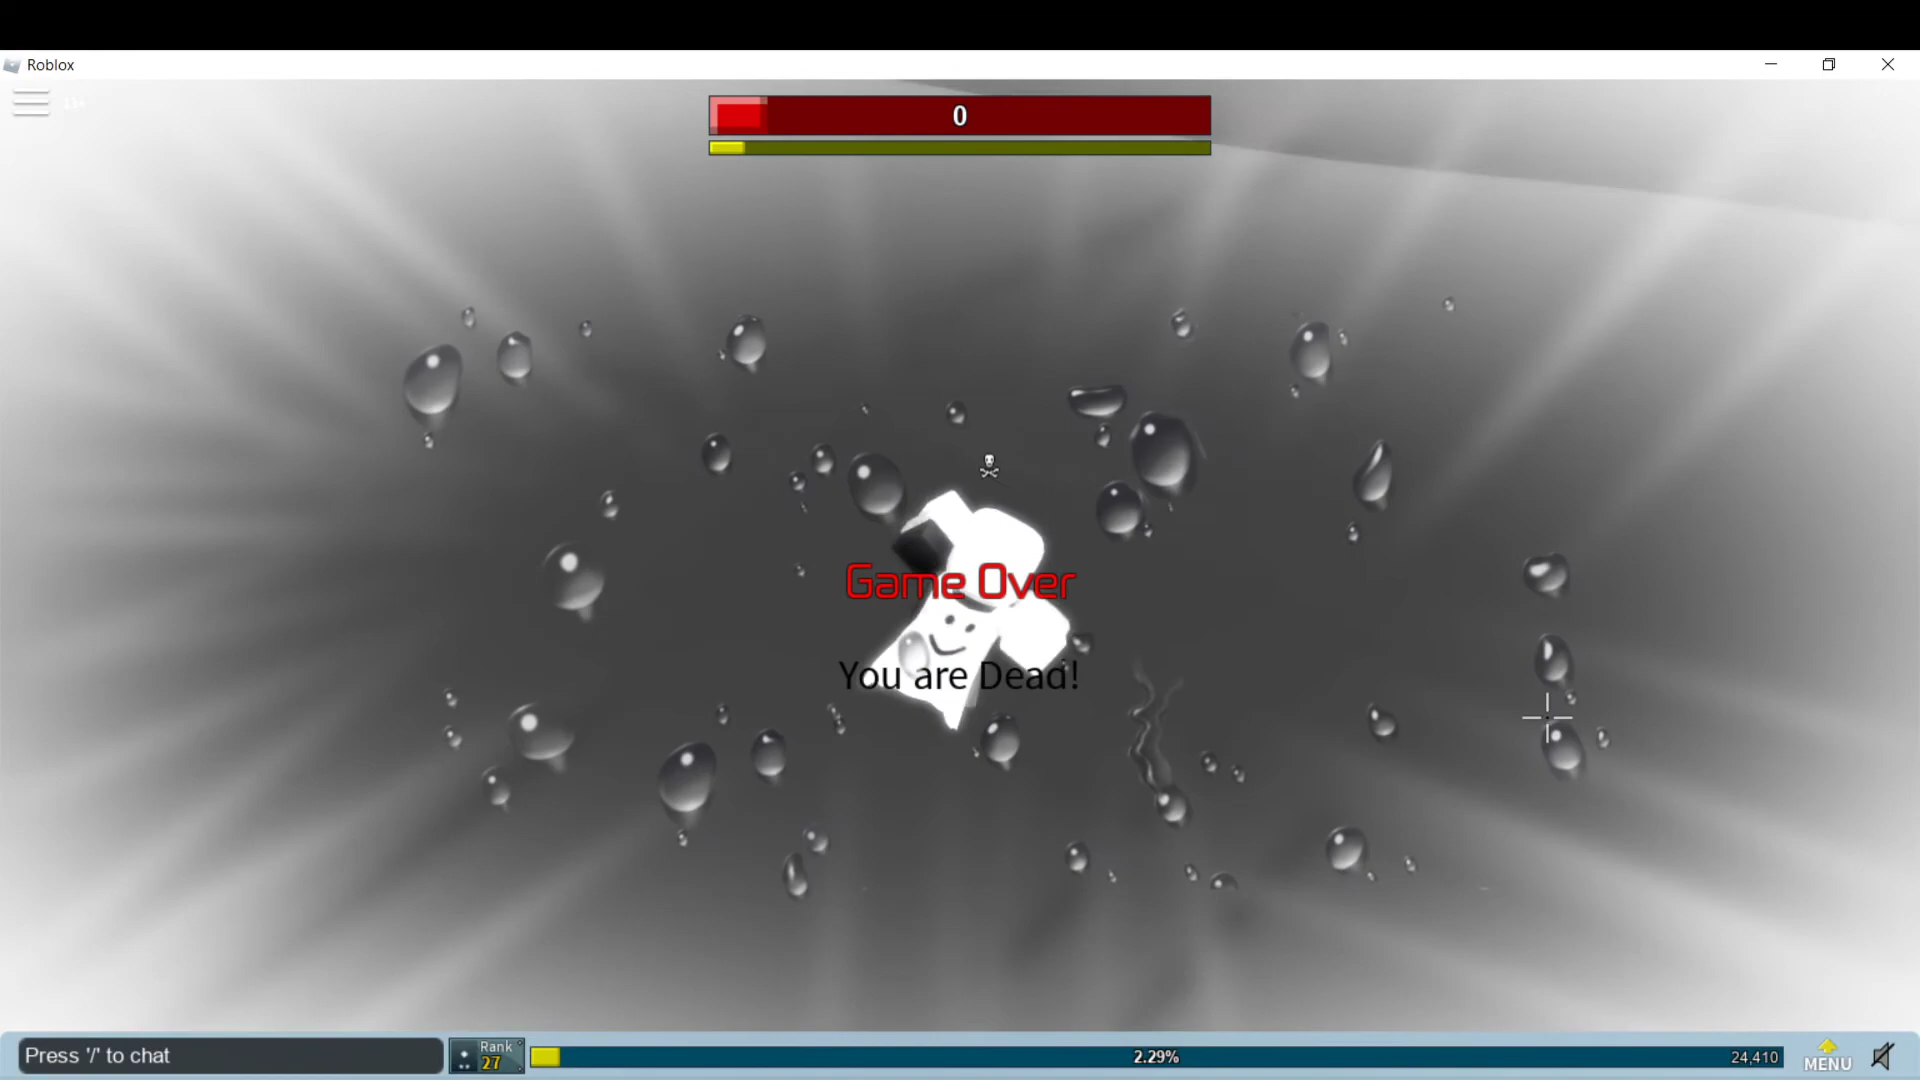 Roblox
0
Game Over
You are Dead!
Press '/' to chat
Rank
27
2.29%
24,410
MENU